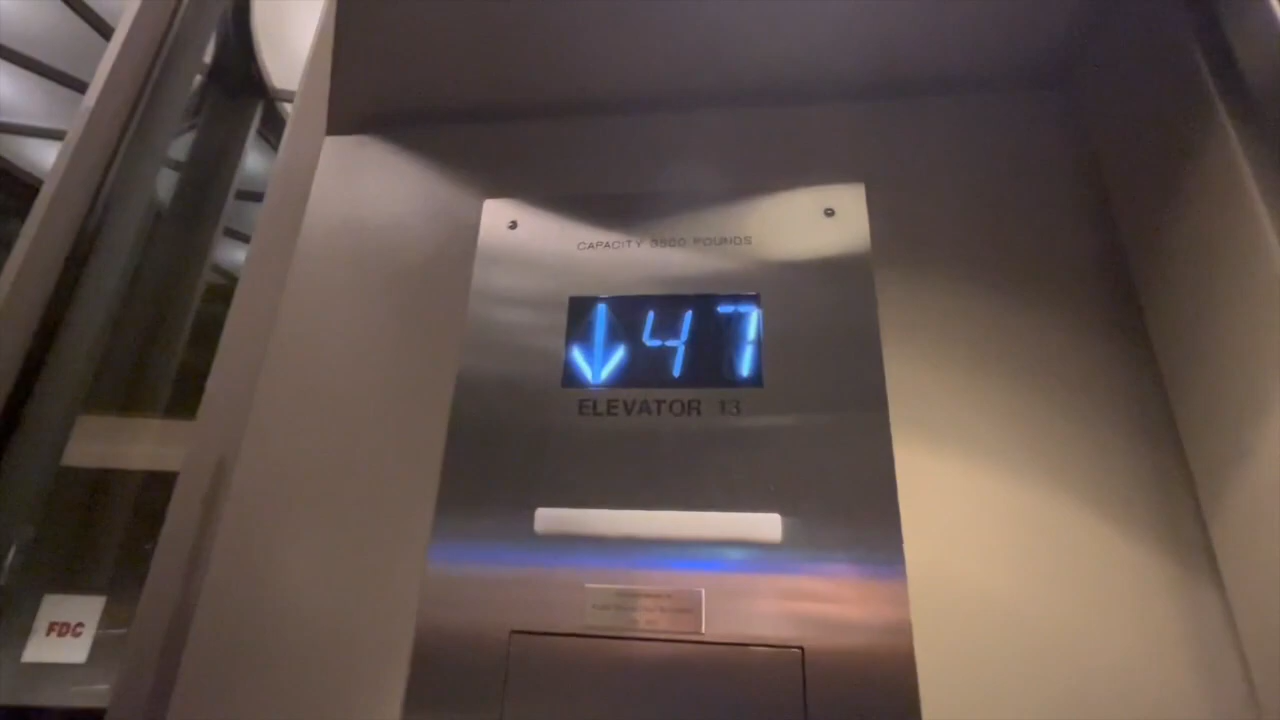 CAPACITY 3500 POUNDS
↓ 47
ELEVATOR 13
FDC